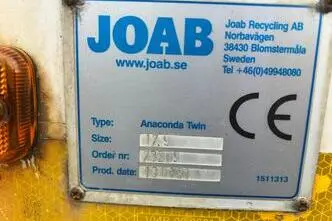 JOAB
www.joab.se
Joab Recycling AB
Norbavägen
38430 Blomstermåla
Sweden
Tel +46(0)49948080
Type: Anaconda Twin
Size:
Order nr:
Prod. date:
CE
1511313